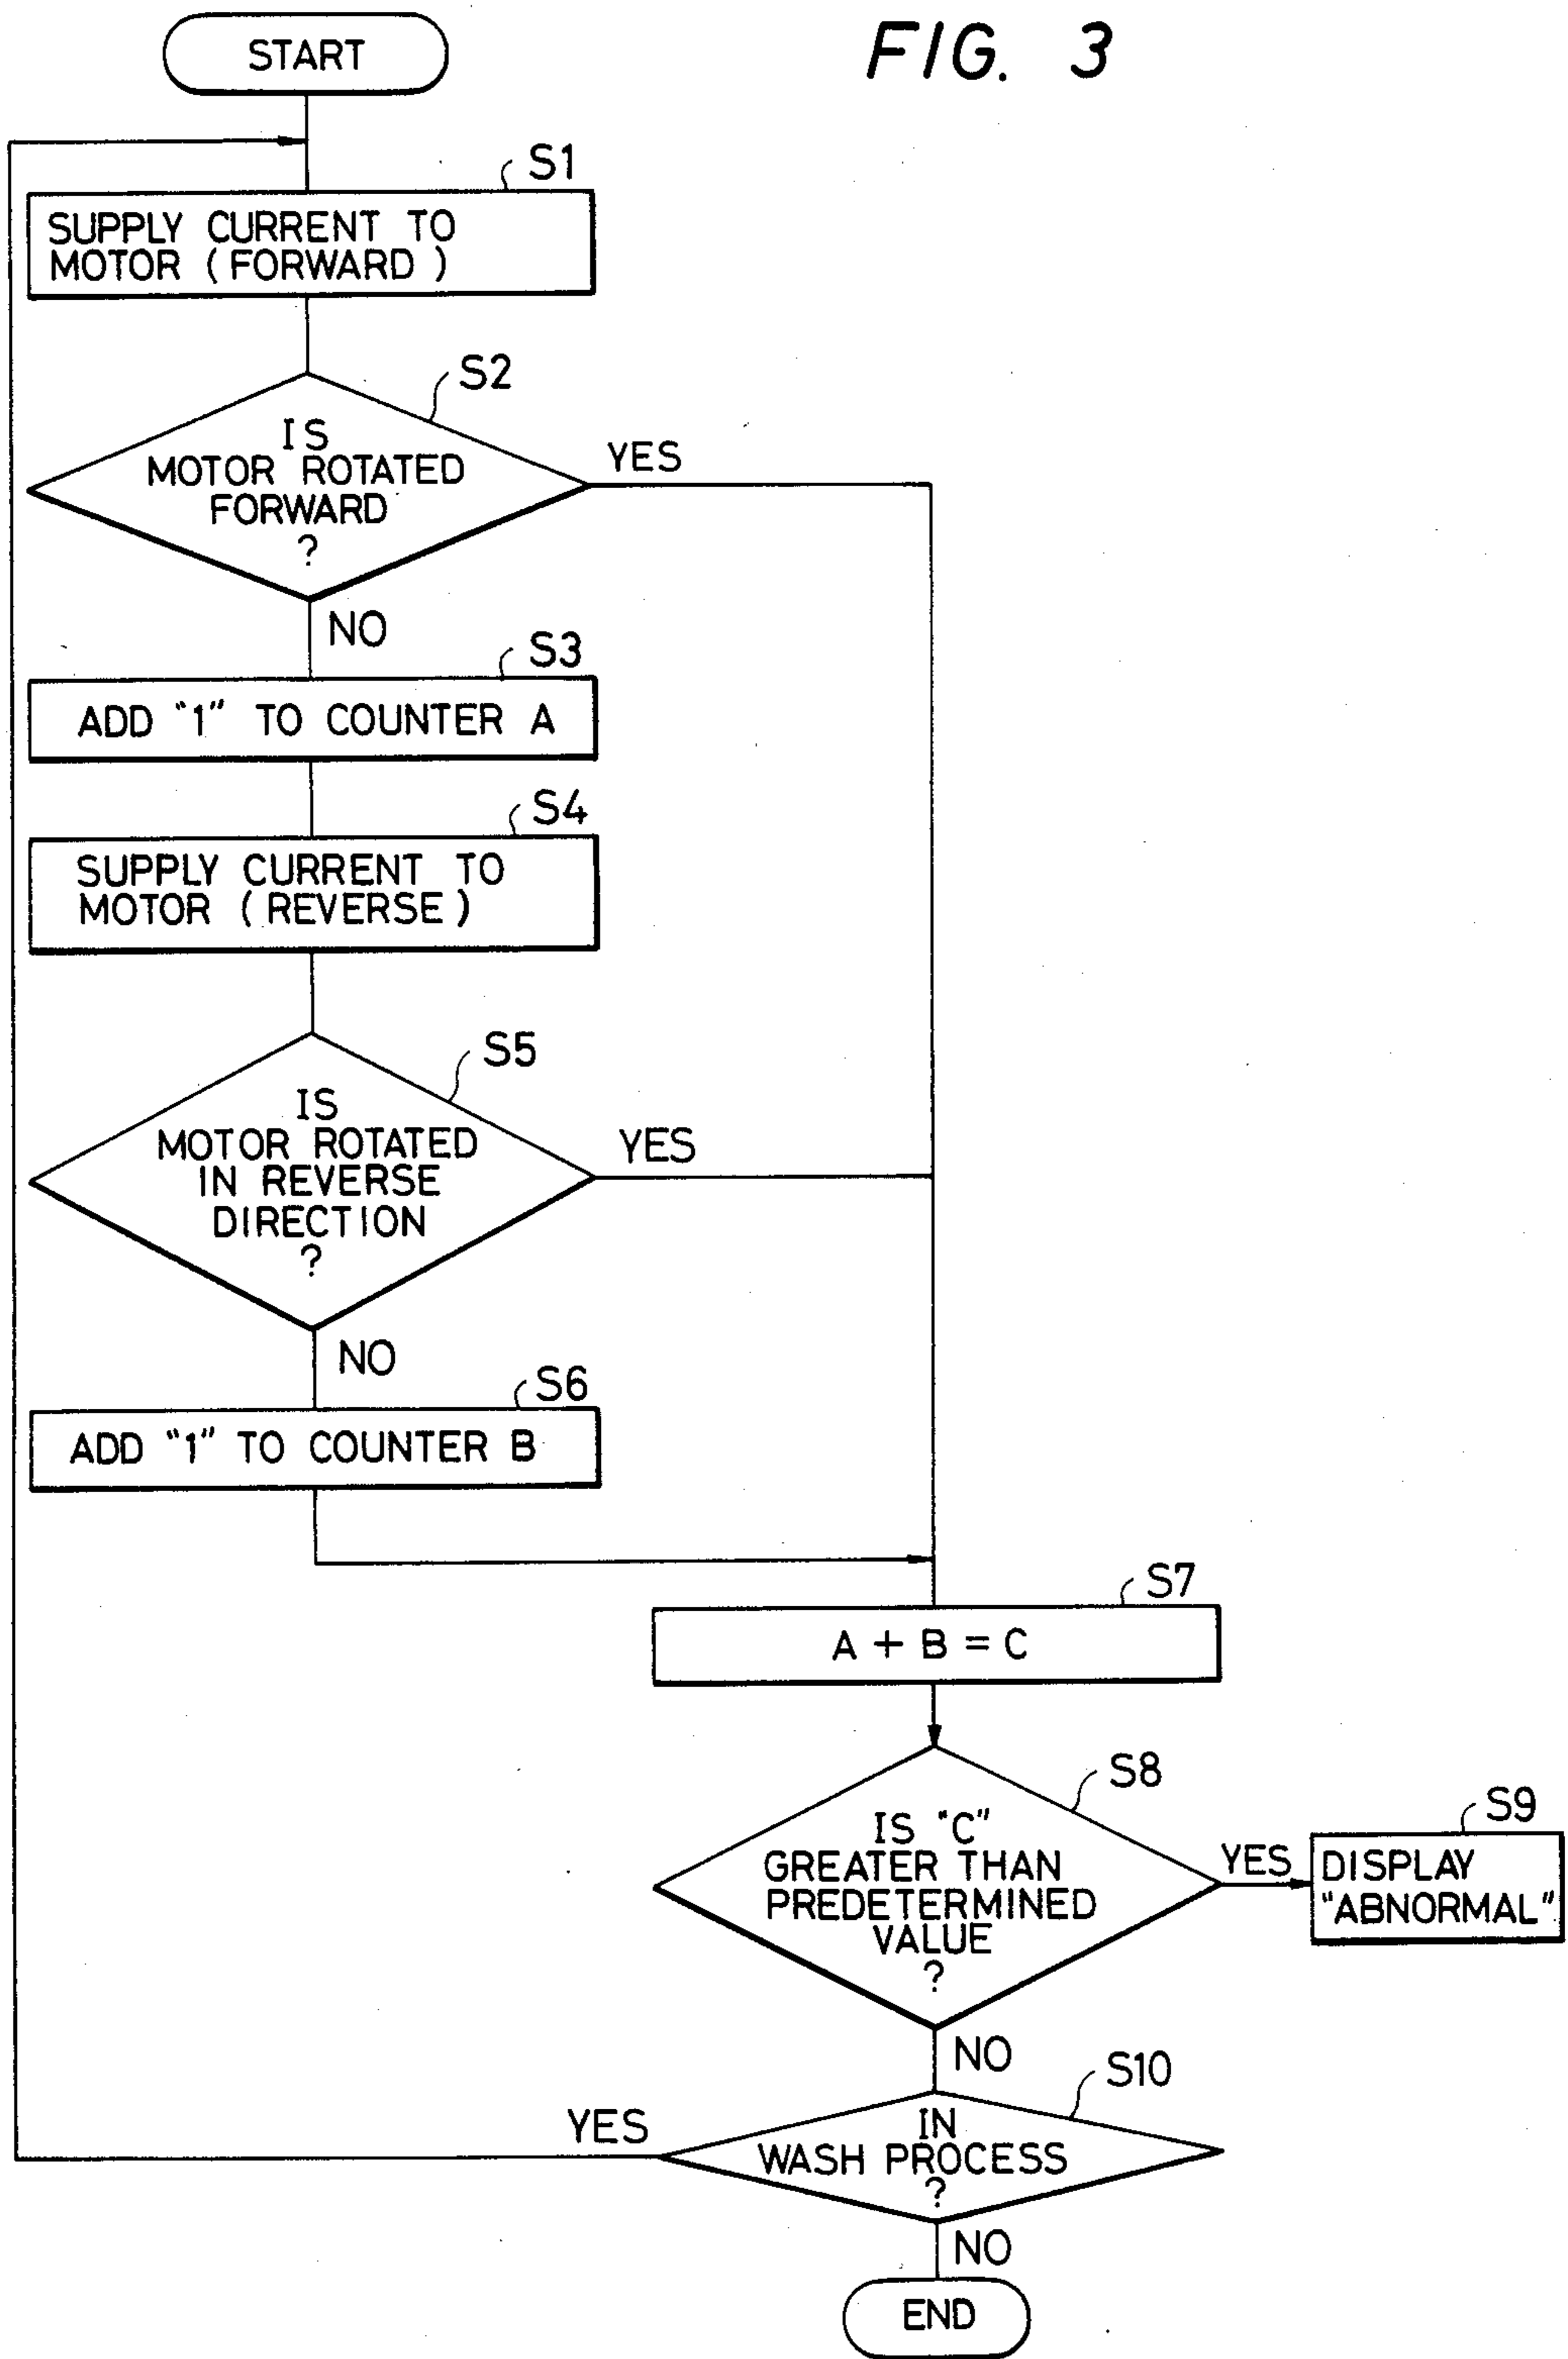 FIG. 3
START
S1
SUPPLY CURRENT TO
MOTOR (FORWARD)
S2
IS
MOTOR ROTATED
FORWARD
?
YES
NO
S3
ADD "1" TO COUNTER A
S4
SUPPLY CURRENT TO
MOTOR (REVERSE)
S5
IS
MOTOR ROTATED
IN REVERSE
DIRECTION
?
YES
NO
S6
ADD "1" TO COUNTER B
S7
A + B = C
S8
IS "C"
GREATER THAN
PREDETERMINED
VALUE
?
YES
S9
DISPLAY
"ABNORMAL"
NO
S10
IN
WASH PROCESS
?
YES
NO
END